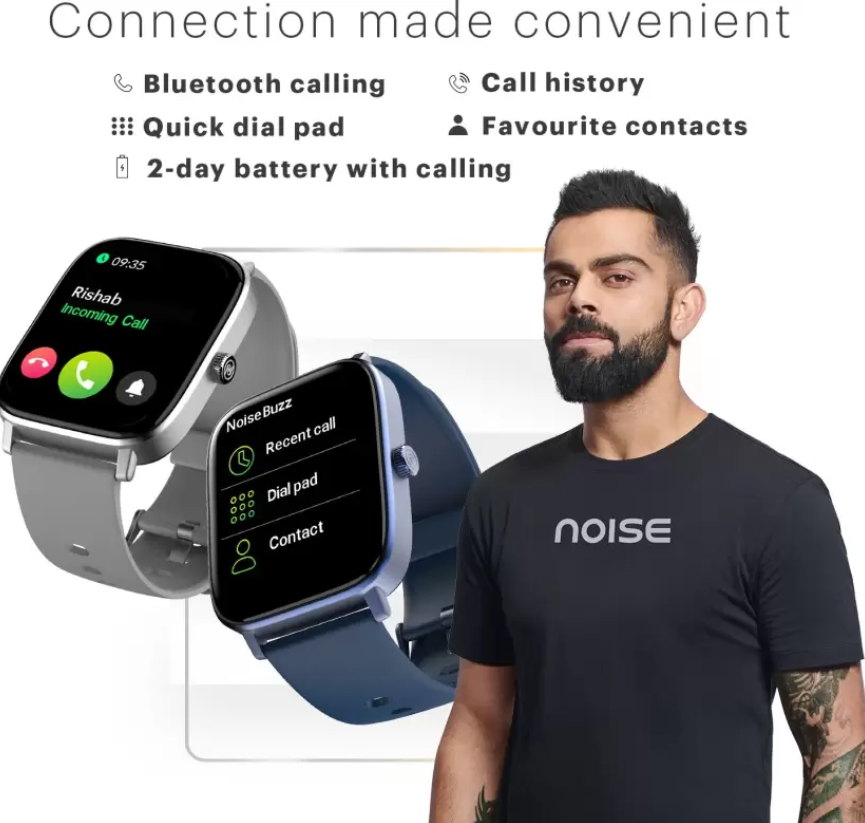 Connection made convenient
Bluetooth calling
Call history
Quick dial pad
Favourite contacts
2-day battery with calling
09:35
Rishab
Incoming Call
NoiseBuzz
Recent call
Dial pad
Contact
NOISE